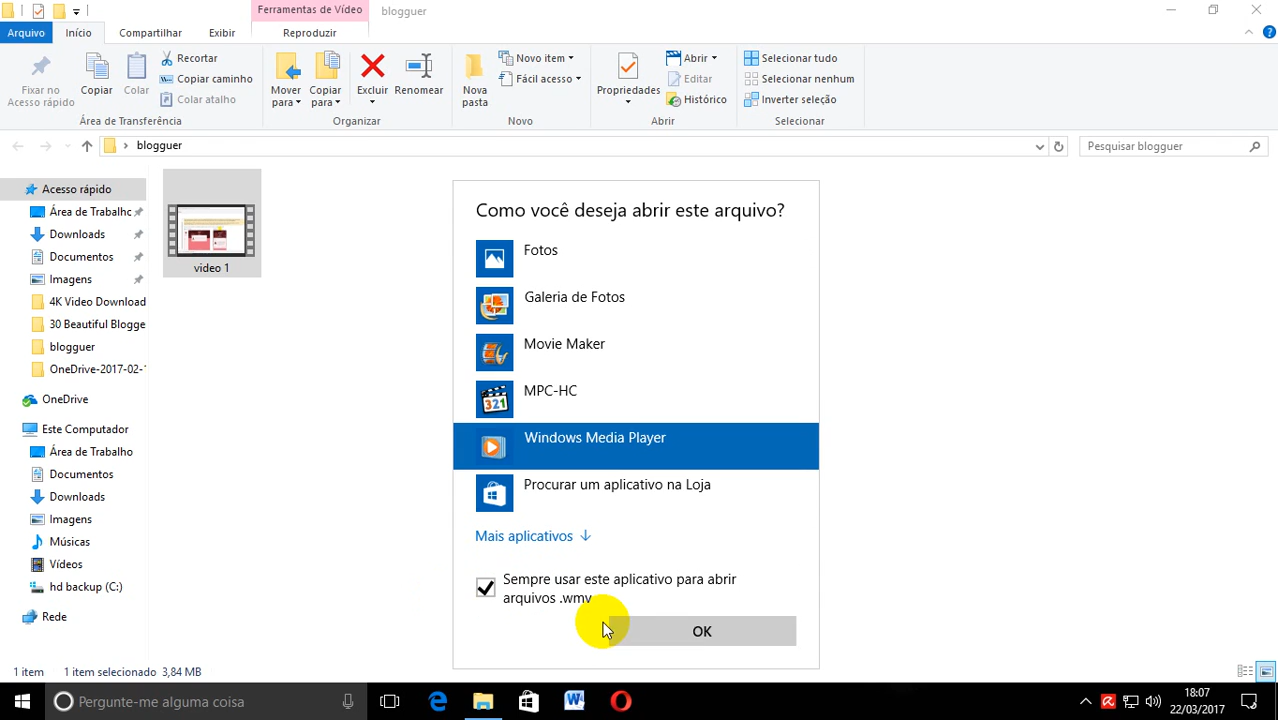 Ferramentas de Vídeo
blogguer
Arquivo
Início
Compartilhar
Exibir
Reproduzir
Fixar no
Acesso rápido
Copiar
Colar
Recortar
Copiar caminho
Colar atalho
Área de Transferência
Mover
para
Copiar
para
Excluir
Renomear
Organizar
Nova
pasta
Novo item
Fácil acesso
Novo
Propriedades
Abrir
Editar
Histórico
Abrir
Selecionar tudo
Selecionar nenhum
Inverter seleção
Selecionar
blogguer
Pesquisar blogguer
Acesso rápido
Área de Trabalho
Downloads
Documentos
Imagens
4K Video Download
30 Beautiful Blogge
blogguer
OneDrive-2017-02-1
OneDrive
Este Computador
Área de Trabalho
Documentos
Downloads
Imagens
Músicas
Vídeos
hd backup (C:)
Rede
video 1
Como você deseja abrir este arquivo?
Fotos
Galeria de Fotos
Movie Maker
321
MPC-HC
Windows Media Player
Procurar um aplicativo na Loja
Mais aplicativos
Sempre usar este aplicativo para abrir
arquivos .wmv
OK
1 item
1 item selecionado 3,84 MB
Pergunte-me alguma coisa
18:07
22/03/2017